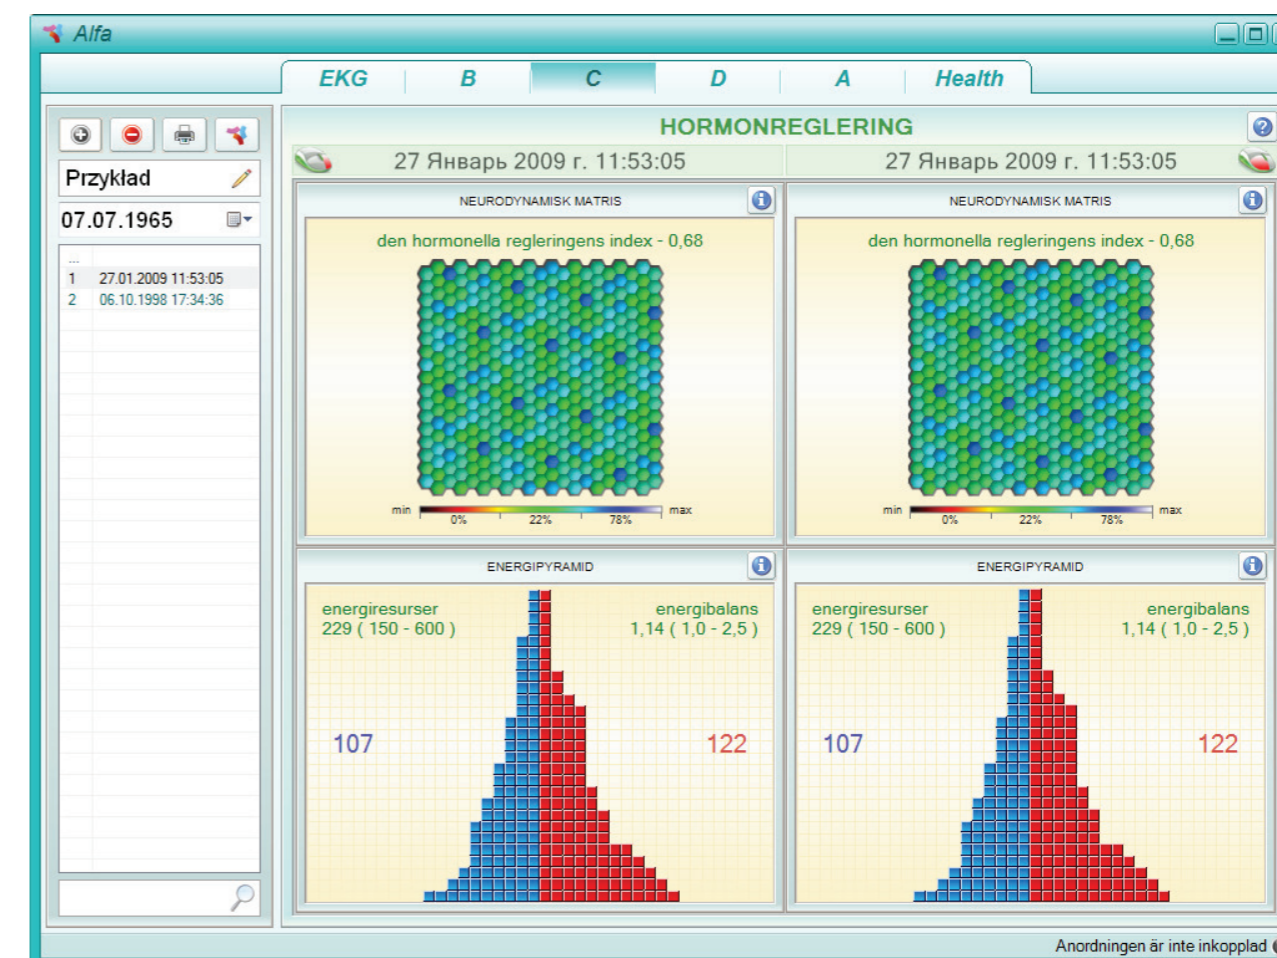 Alfa
EKG B C D A Health
Przykład
07.07.1965
...
1 27.01.2009 11:53:05
2 06.10.1998 17:34:36
HORMONREGLERING
27 Январь 2009 г. 11:53:05 27 Январь 2009 г. 11:53:05
NEURODYNAMISK MATRIS
den hormonella regleringens index - 0,68
min 0% 22% 78% max
NEURODYNAMISK MATRIS
den hormonella regleringens index - 0,68
min 0% 22% 78% max
ENERGIPYRAMID
energiresurser energibalans
229 ( 150 - 600 ) 1,14 ( 1,0 - 2,5 )
107 122
ENERGIPYRAMID
energiresurser energibalans
229 ( 150 - 600 ) 1,14 ( 1,0 - 2,5 )
107 122
Anordningen är inte inkopplad